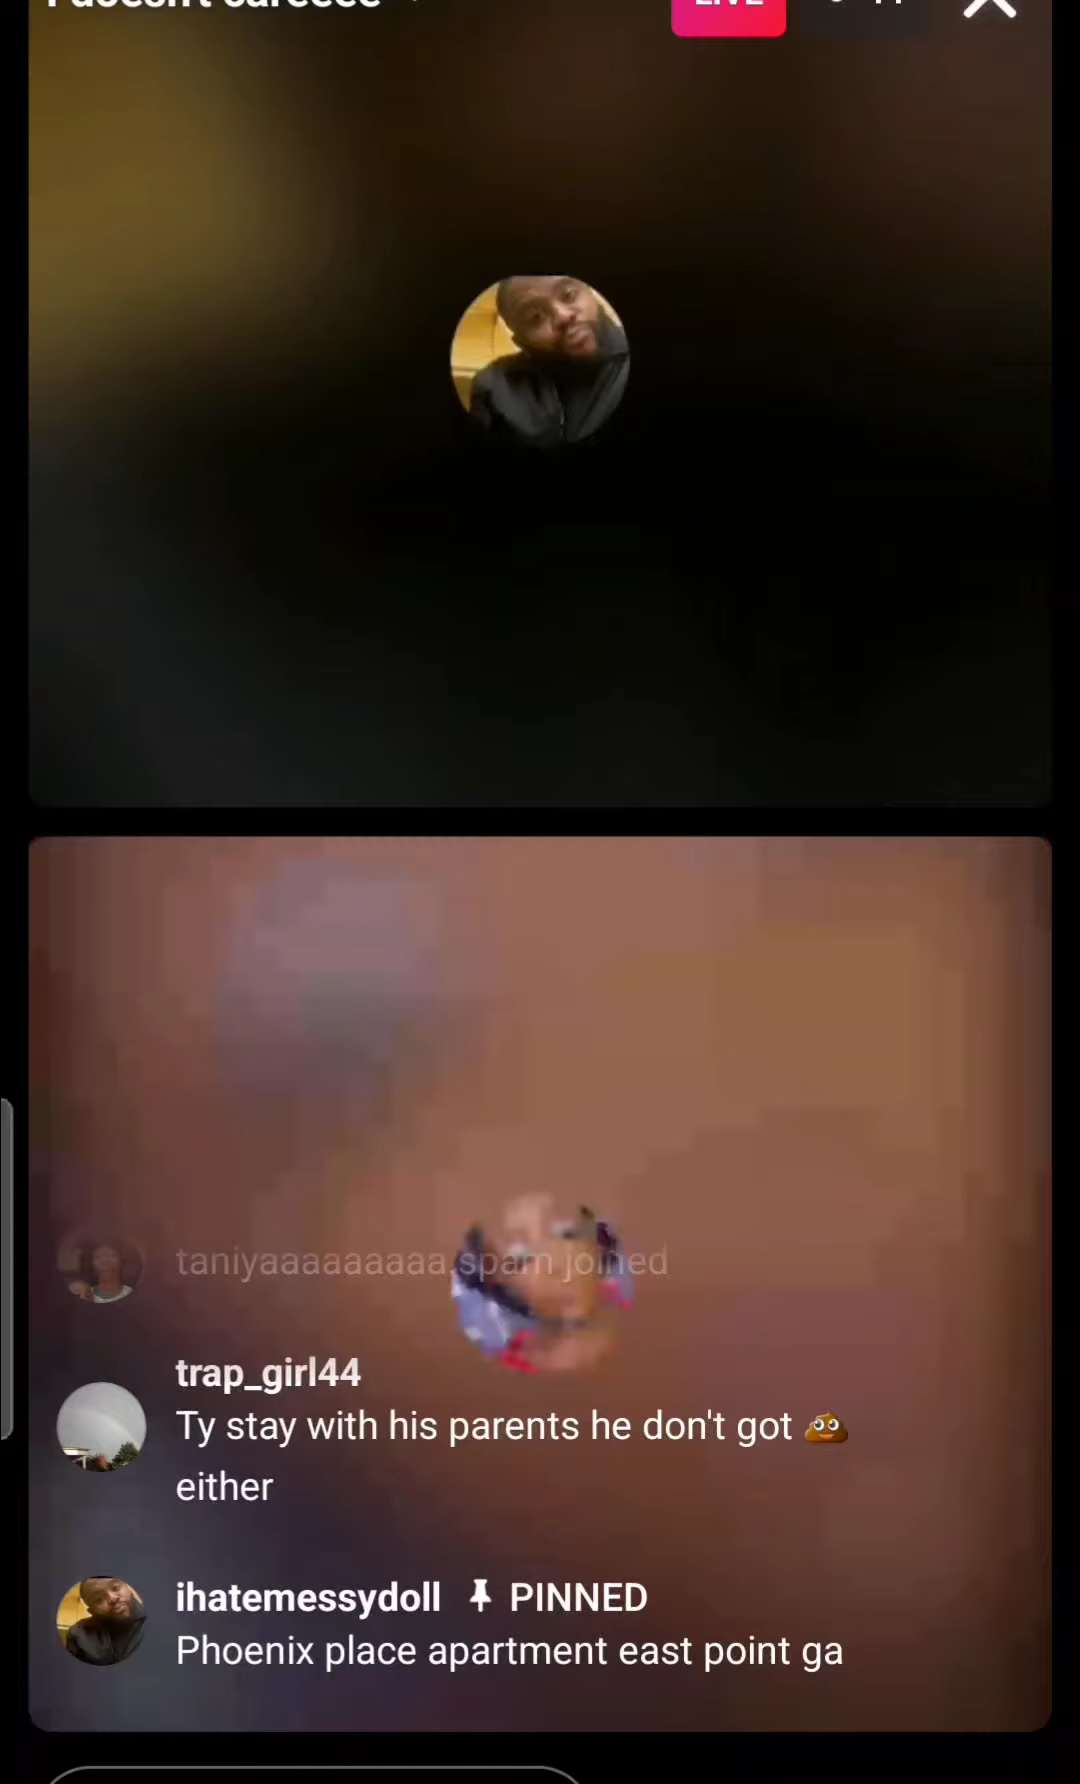 LIVE
taniyaaaaaaaaa.spam joined
trap_girl44
Ty stay with his parents he don't got 💩
either
ihatemessydoll 📌 PINNED
Phoenix place apartment east point ga